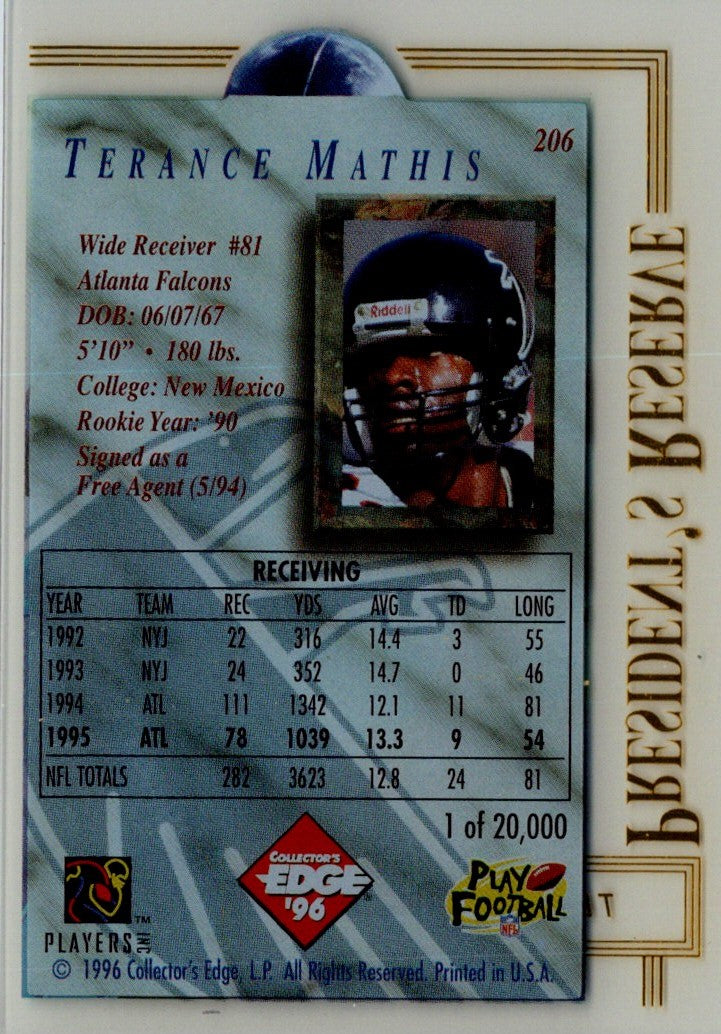 206
TERANCE MATHIS
Wide Receiver #81
Atlanta Falcons
DOB: 06/07/67
5'10" • 180 lbs.
College: New Mexico
Rookie Year: '90
Signed as a
Free Agent (5/94)
Riddell
RECEIVING
YEAR TEAM REC YDS AVG TD LONG
1992 NYJ 22 316 14.4 3 55
1993 NYJ 24 352 14.7 0 46
1994 ATL 111 1342 12.1 11 81
1995 ATL 78 1039 13.3 9 54
NFL TOTALS 282 3623 12.8 24 81
1 of 20,000
COLLECTOR'S
EDGE
'96
PLAY
FOOTBALL
NFL
TM
PLAYERS INC
© 1996 Collector's Edge, L.P. All Rights Reserved. Printed in U.S.A.
PRESIDENT'S RESERVE